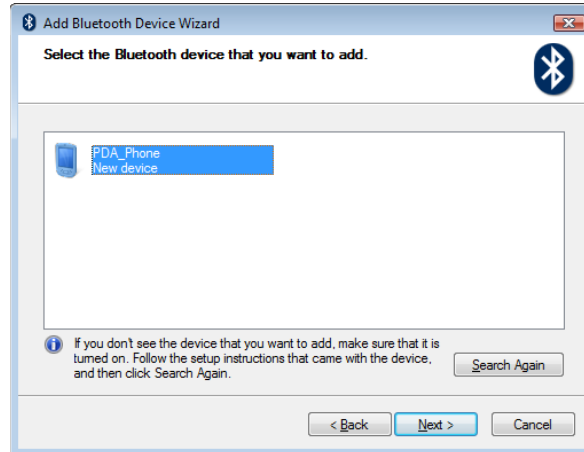 Add Bluetooth Device Wizard
Select the Bluetooth device that you want to add.
PDA_Phone
New device
If you don't see the device that you want to add, make sure that it is
turned on. Follow the setup instructions that came with the device,
and then click Search Again.
Search Again
< Back
Next >
Cancel